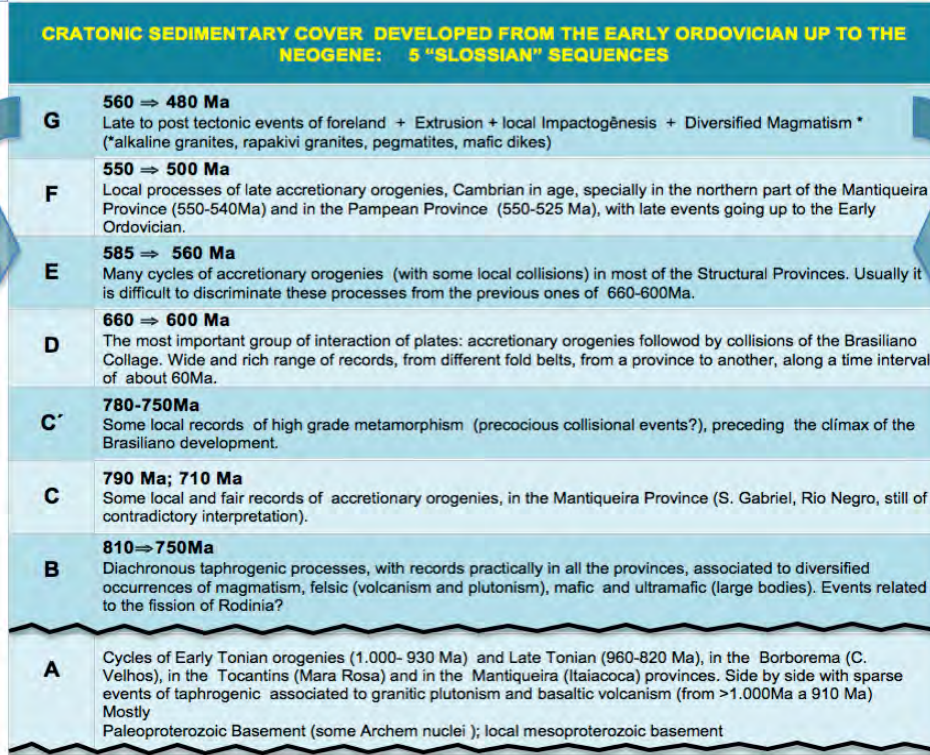 CRATONIC SEDIMENTARY COVER DEVELOPED FROM THE EARLY ORDOVICIAN UP TO THE
NEOGENE: 5 “SLOSSIAN” SEQUENCES
G
560 ⇒ 480 Ma
Late to post tectonic events of foreland + Extrusion + local Impactogênesis + Diversified Magmatism *
(*alkaline granites, rapakivi granites, pegmatites, mafic dikes)
F
550 ⇒ 500 Ma
Local processes of late accretionary orogenies, Cambrian in age, specially in the northern part of the Mantiqueira
Province (550-540Ma) and in the Pampean Province (550-525 Ma), with late events going up to the Early
Ordovician.
E
585 ⇒ 560 Ma
Many cycles of accretionary orogenies (with some local collisions) in most of the Structural Provinces. Usually it
is difficult to discriminate these processes from the previous ones of 660-600Ma.
D
660 ⇒ 600 Ma
The most important group of interaction of plates: accretionary orogenies followod by collisions of the Brasiliano
Collage. Wide and rich range of records, from different fold belts, from a province to another, along a time interval
of about 60Ma.
C´
780-750Ma
Some local records of high grade metamorphism (precocious collisional events?), preceding the clímax of the
Brasiliano development.
C
790 Ma; 710 Ma
Some local and fair records of accretionary orogenies, in the Mantiqueira Province (S. Gabriel, Rio Negro, still of
contradictory interpretation).
B
810⇒750Ma
Diachronous taphrogenic processes, with records practically in all the provinces, associated to diversified
occurrences of magmatism, felsic (volcanism and plutonism), mafic and ultramafic (large bodies). Events related
to the fission of Rodinia?
A
Cycles of Early Tonian orogenies (1.000- 930 Ma) and Late Tonian (960-820 Ma), in the Borborema (C.
Velhos), in the Tocantins (Mara Rosa) and in the Mantiqueira (Itaiacoca) provinces. Side by side with sparse
events of taphrogenic associated to granitic plutonism and basaltic volcanism (from >1.000Ma a 910 Ma)
Mostly
Paleoproterozoic Basement (some Archem nuclei ); local mesoproterozoic basement